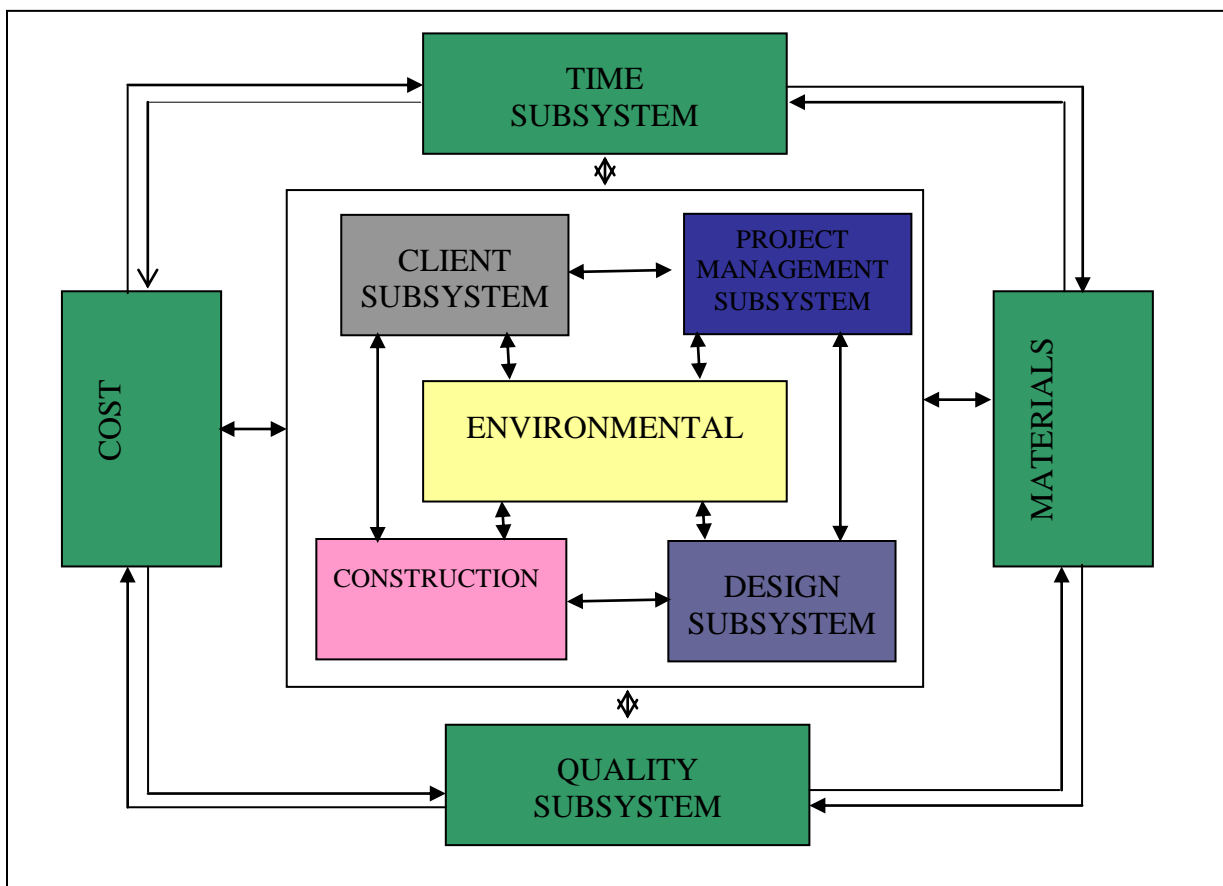 TIME
SUBSYSTEM
CLIENT
SUBSYSTEM
PROJECT
MANAGEMENT
SUBSYSTEM
COST
ENVIRONMENTAL
MATERIALS
CONSTRUCTION
DESIGN
SUBSYSTEM
QUALITY
SUBSYSTEM